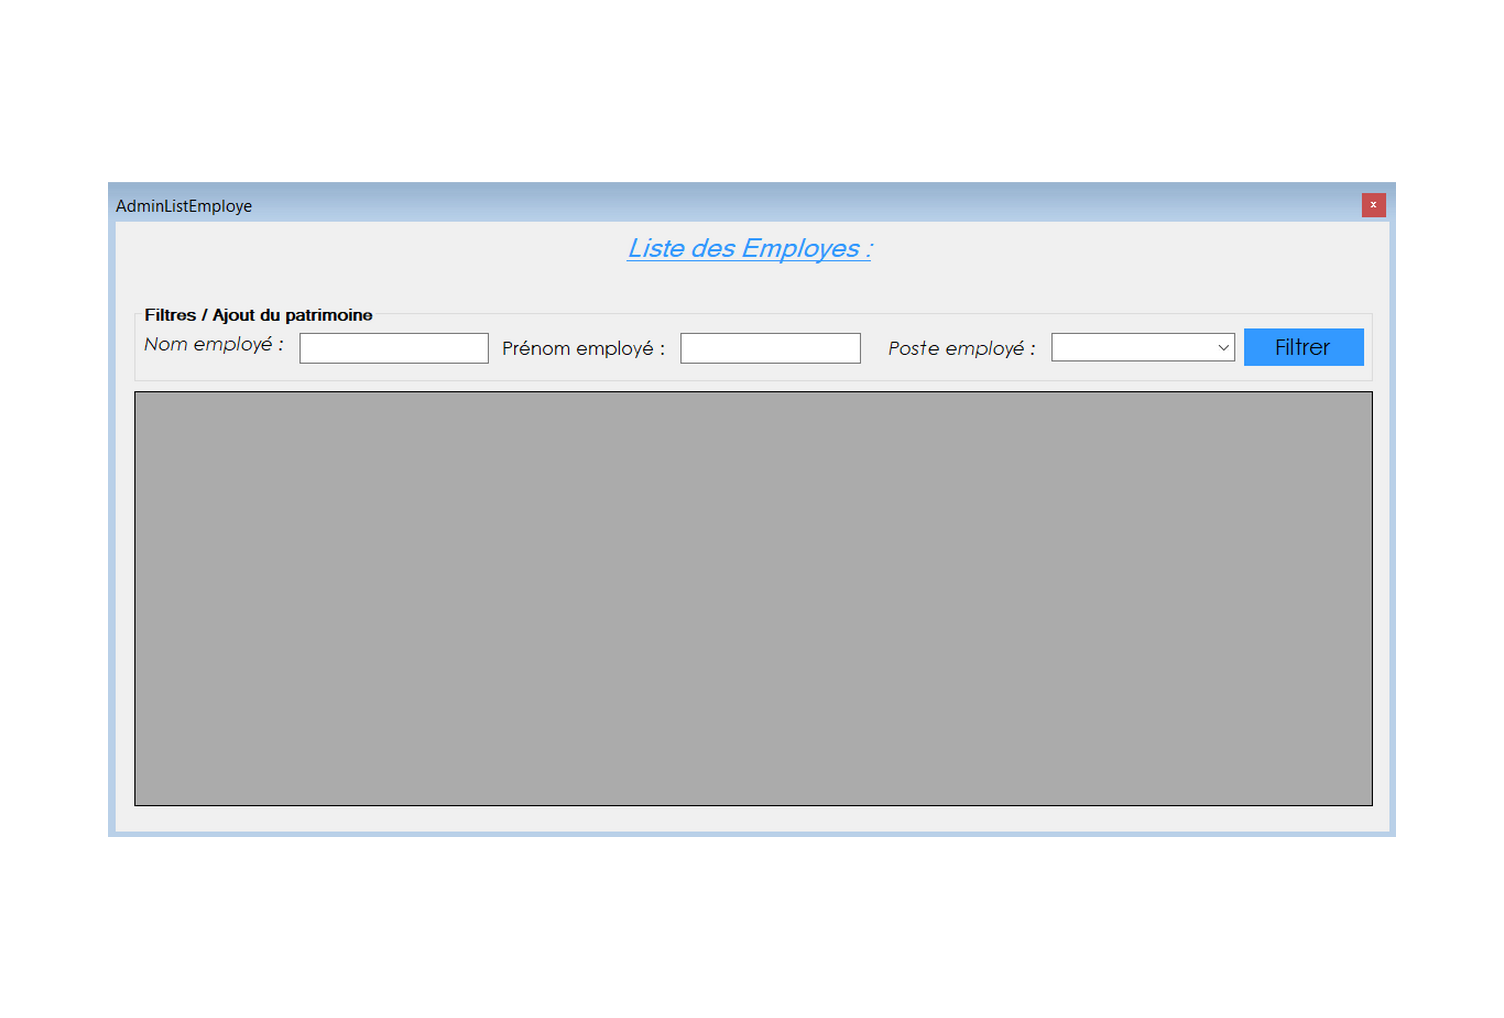 AdminListEmploye
x
Liste des Employes :
Filtres / Ajout du patrimoine
Nom employé :
Prénom employé :
Poste employé :
Filtrer